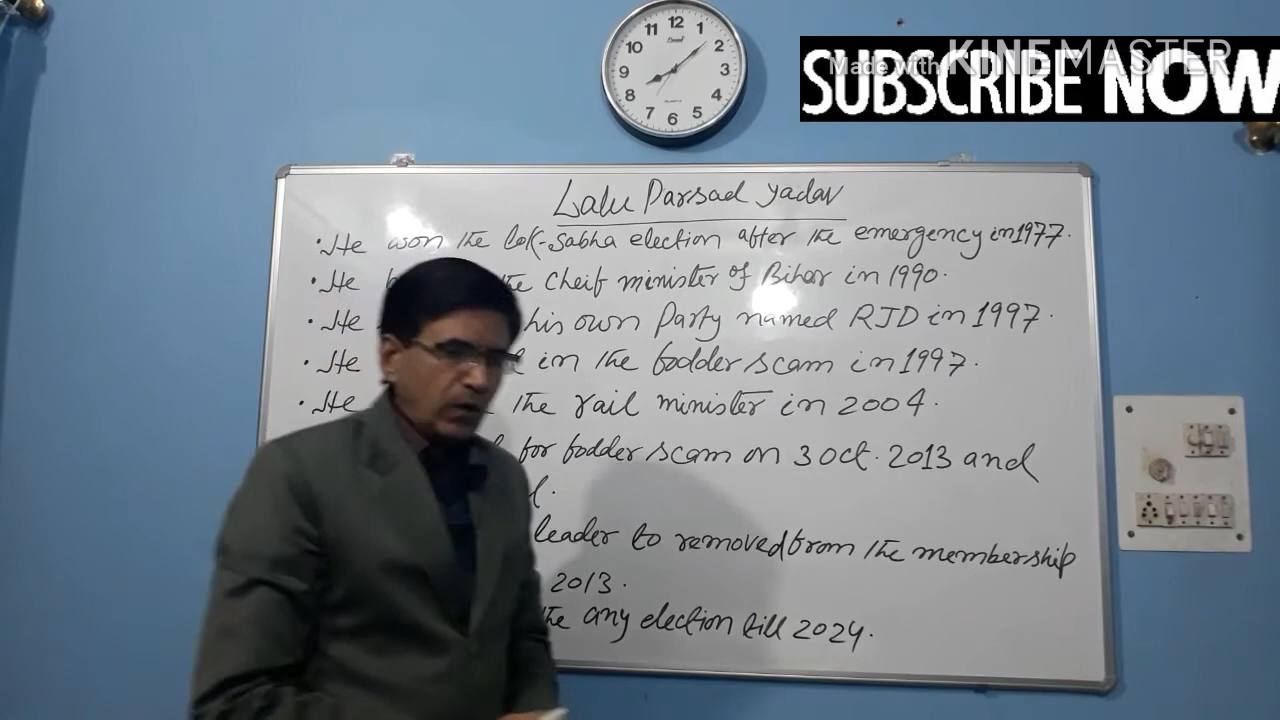 12 1 2 3 4 5 6 7 8 9 10 11
QUARTZ
Made with KINEMASTER
SUBSCRIBE NOW
Lalu Parsad Yadav
• He won the lok-Sabha election after the emergency in 1977.
• He the Cheif minister of Bihar in 1990.
• He his own Party named RJD in 1997.
• He in the fodder scam in 1997.
• He the rail minister in 2004.
for fodder scam on 3 oct. 2013 and
leader to removed from the membership
2013.
the any election till 2024.